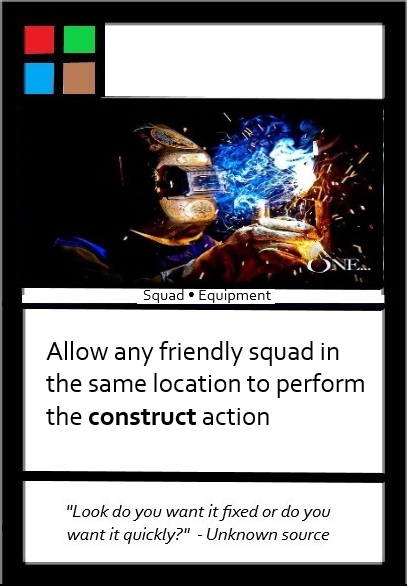 ONE...
Squad • Equipment
Allow any friendly squad in
the same location to perform
the construct action
"Look do you want it fixed or do you
want it quickly?" - Unknown source